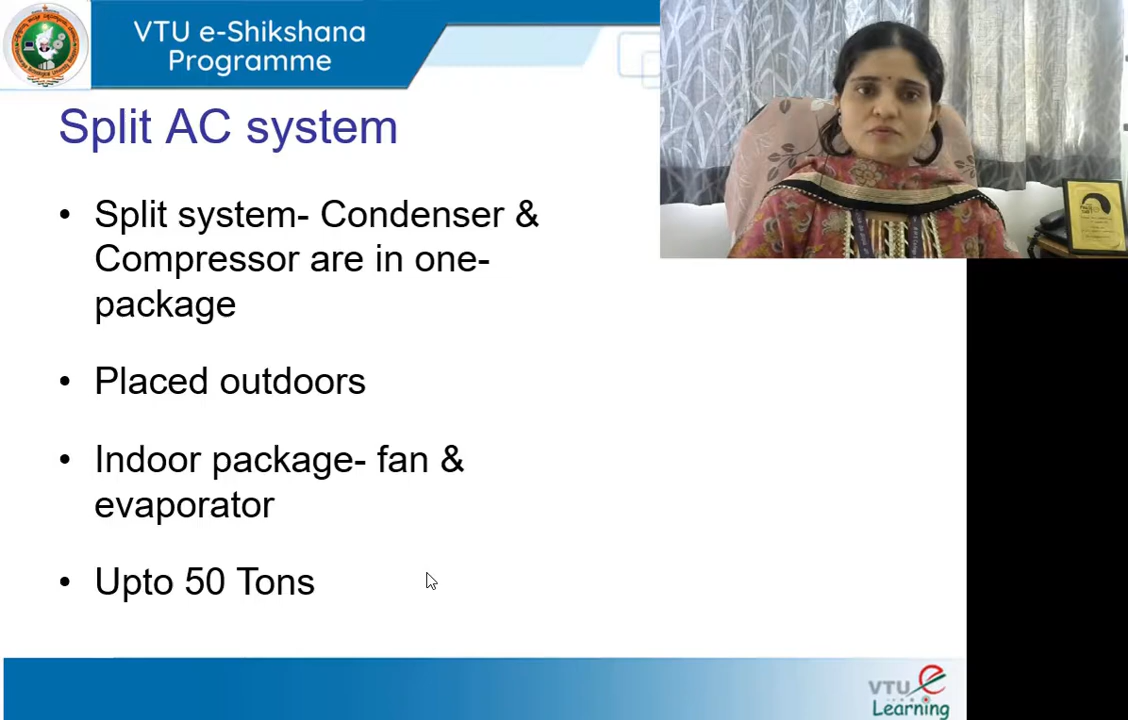 VTU e-Shikshana
Programme
Split AC system
• Split system- Condenser &
Compressor are in one-
package
• Placed outdoors
• Indoor package- fan &
evaporator
• Upto 50 Tons
VTU e
Learning